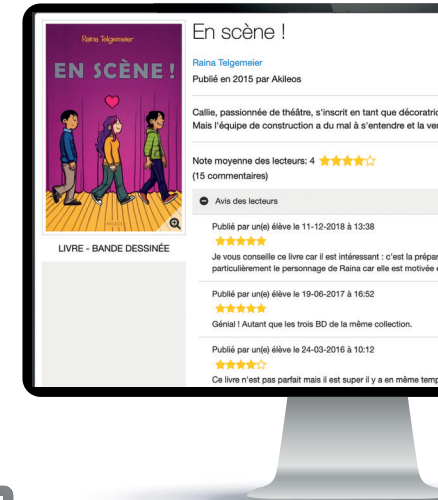 En scène !
Raina Telgemeier
EN SCÈNE !
Raina Telgemeier
Publié en 2015 par Akileos
Callie, passionnée de théâtre, s'inscrit en tant que
Mais l'équipe de construction a du mal à s'entendre et la
Note moyenne des lecteurs: 4
(15 commentaires)
Avis des lecteurs
AKILEOS
LIVRE - BANDE DESSINÉE
Publié par un(e) élève le 11-12-2018 à 13:38
Je vous conseille ce livre car il est intéressant : c'est la
particulièrement le personnage de Raina car elle est motivée
Publié par un(e) élève le 19-06-2017 à 16:52
Génial ! Autant que les trois BD de la même collection.
Publié par un(e) élève le 24-03-2016 à 10:12
Ce livre n'est pas parfait mais il est super il y a en même